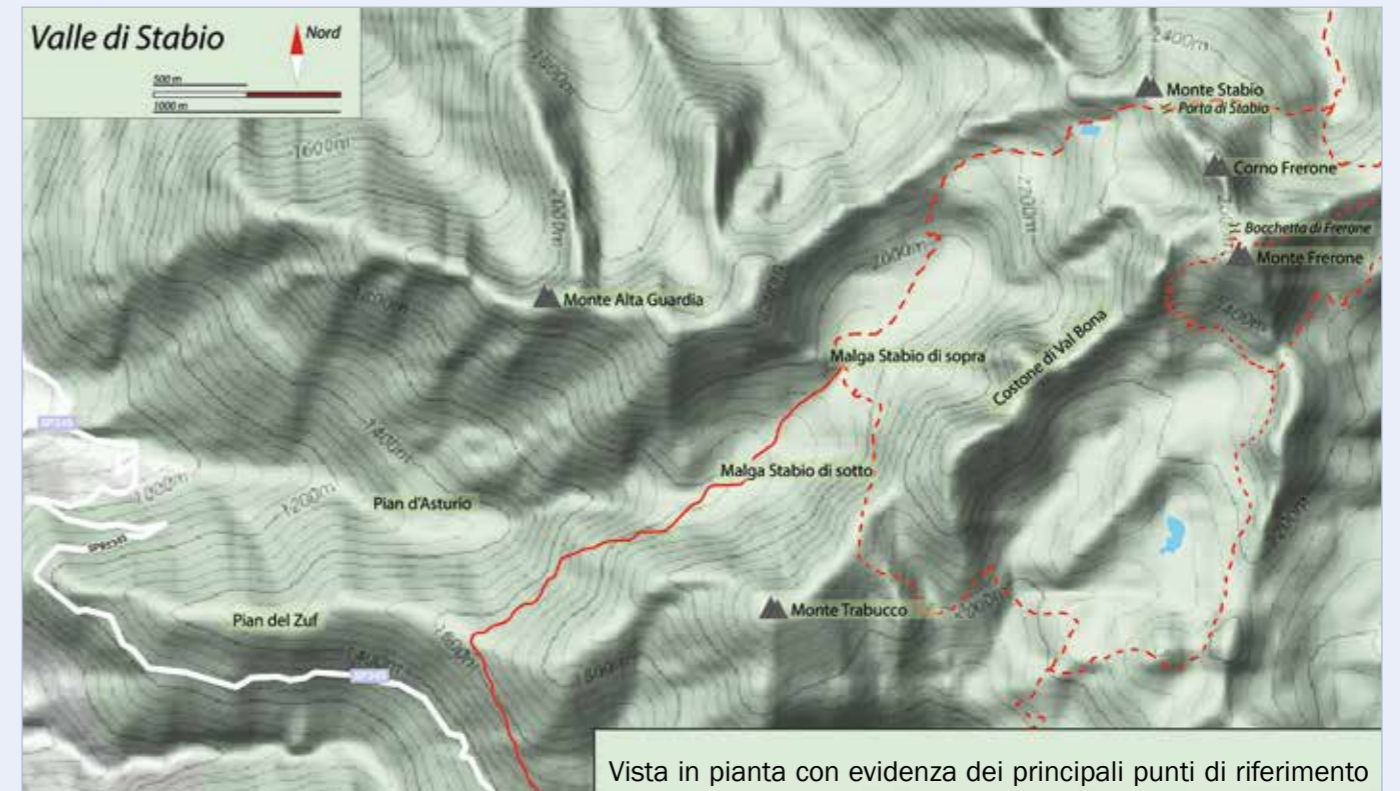 Valle di Stabio
Nord
500 m
1000 m
2400m
Monte Stabio
Porta di Stabio
1600m
Corno Frerone
2200m
2000m
Bocchetta di Frerone
2000m
Monte Frerone
Monte Alta Guardia
2400m
Malga Stabio di sopra
Costone di Val Bona
1400m
Malga Stabio di sotto
1000m
1200m
Pian d'Asturio
Monte Trabucco
Pian del Zuf
1600m
SP345
Vista in pianta con evidenza dei principali punti di riferimento